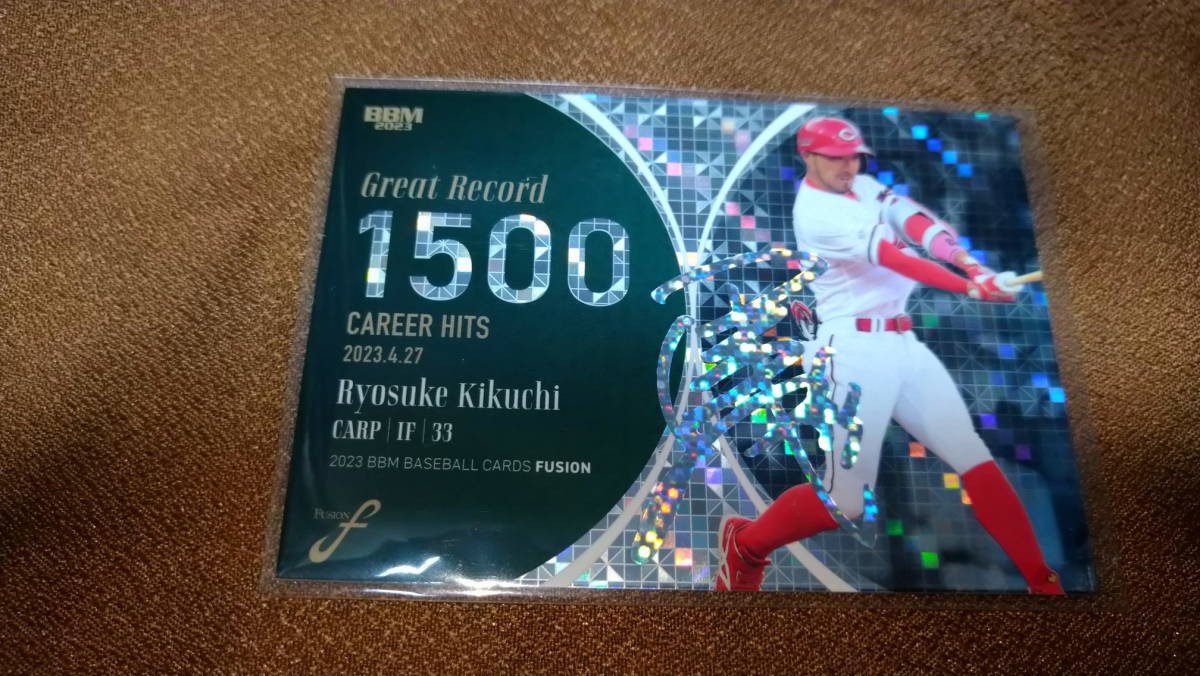 BBM
2023
Great Record
1500
CAREER HITS
2023.4.27
Ryosuke Kikuchi
CARP | IF | 33
2023 BBM BASEBALL CARDS FUSION
FUSION f
C